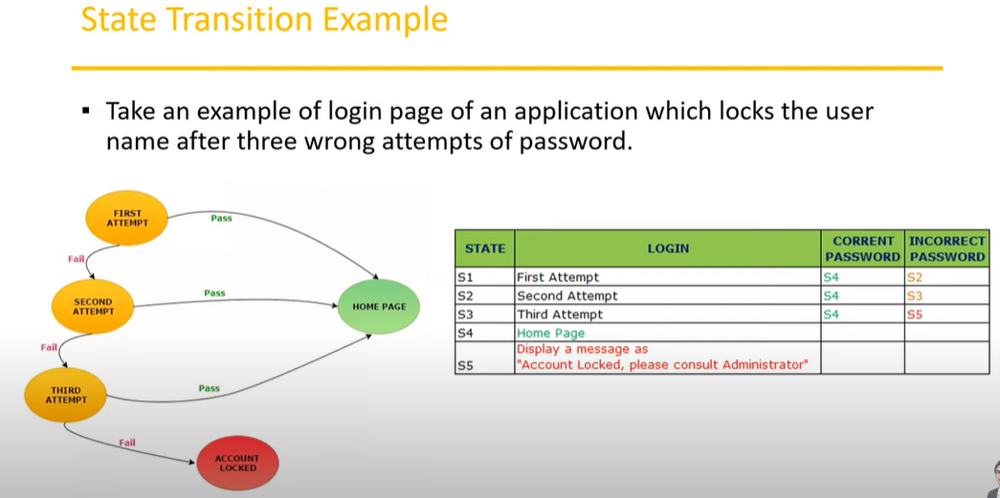 State Transition Example
▪ Take an example of login page of an application which locks the user
name after three wrong attempts of password.
FIRST
ATTEMPT
Pass
Fail
SECOND
ATTEMPT
Pass
HOME PAGE
Fail
THIRD
ATTEMPT
Pass
Fail
ACCOUNT
LOCKED
STATE LOGIN CORRENT PASSWORD INCORRECT PASSWORD
S1 First Attempt S4 S2
S2 Second Attempt S4 S3
S3 Third Attempt S4 S5
S4 Home Page
S5 Display a message as
"Account Locked, please consult Administrator"